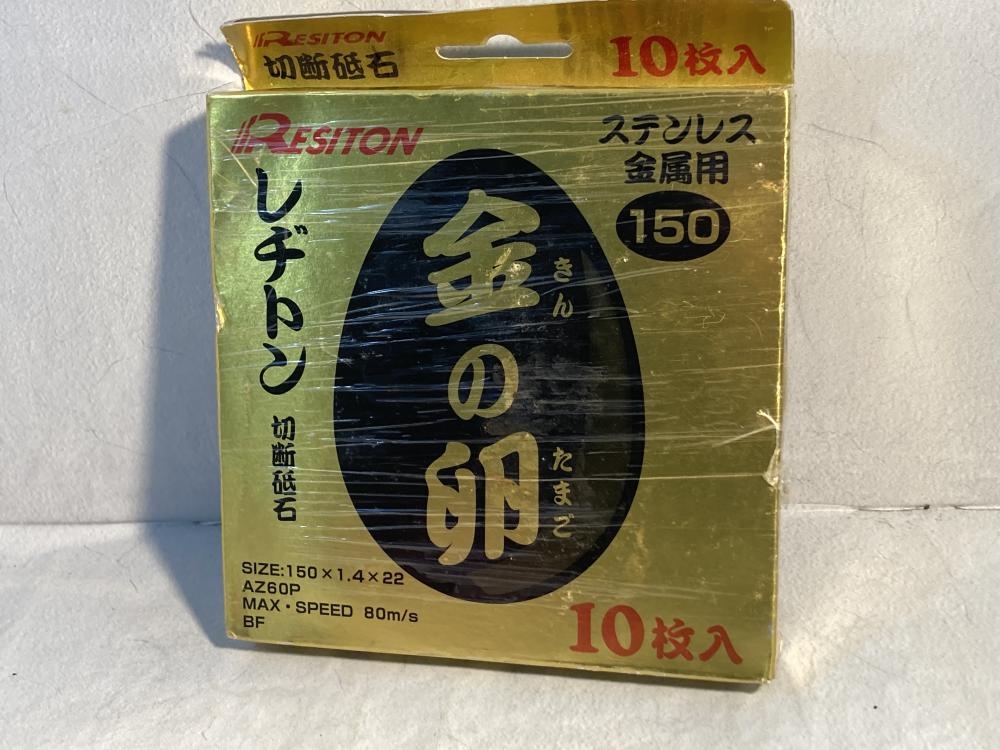 RESITON
切断砥石
10枚入
RESITON
レヂトン
切断砥石
ステンレス
金属用
150
金の卵
きん
たまご
SIZE:150×1.4×22
AZ60P
MAX・SPEED 80m/s
BF
10枚入